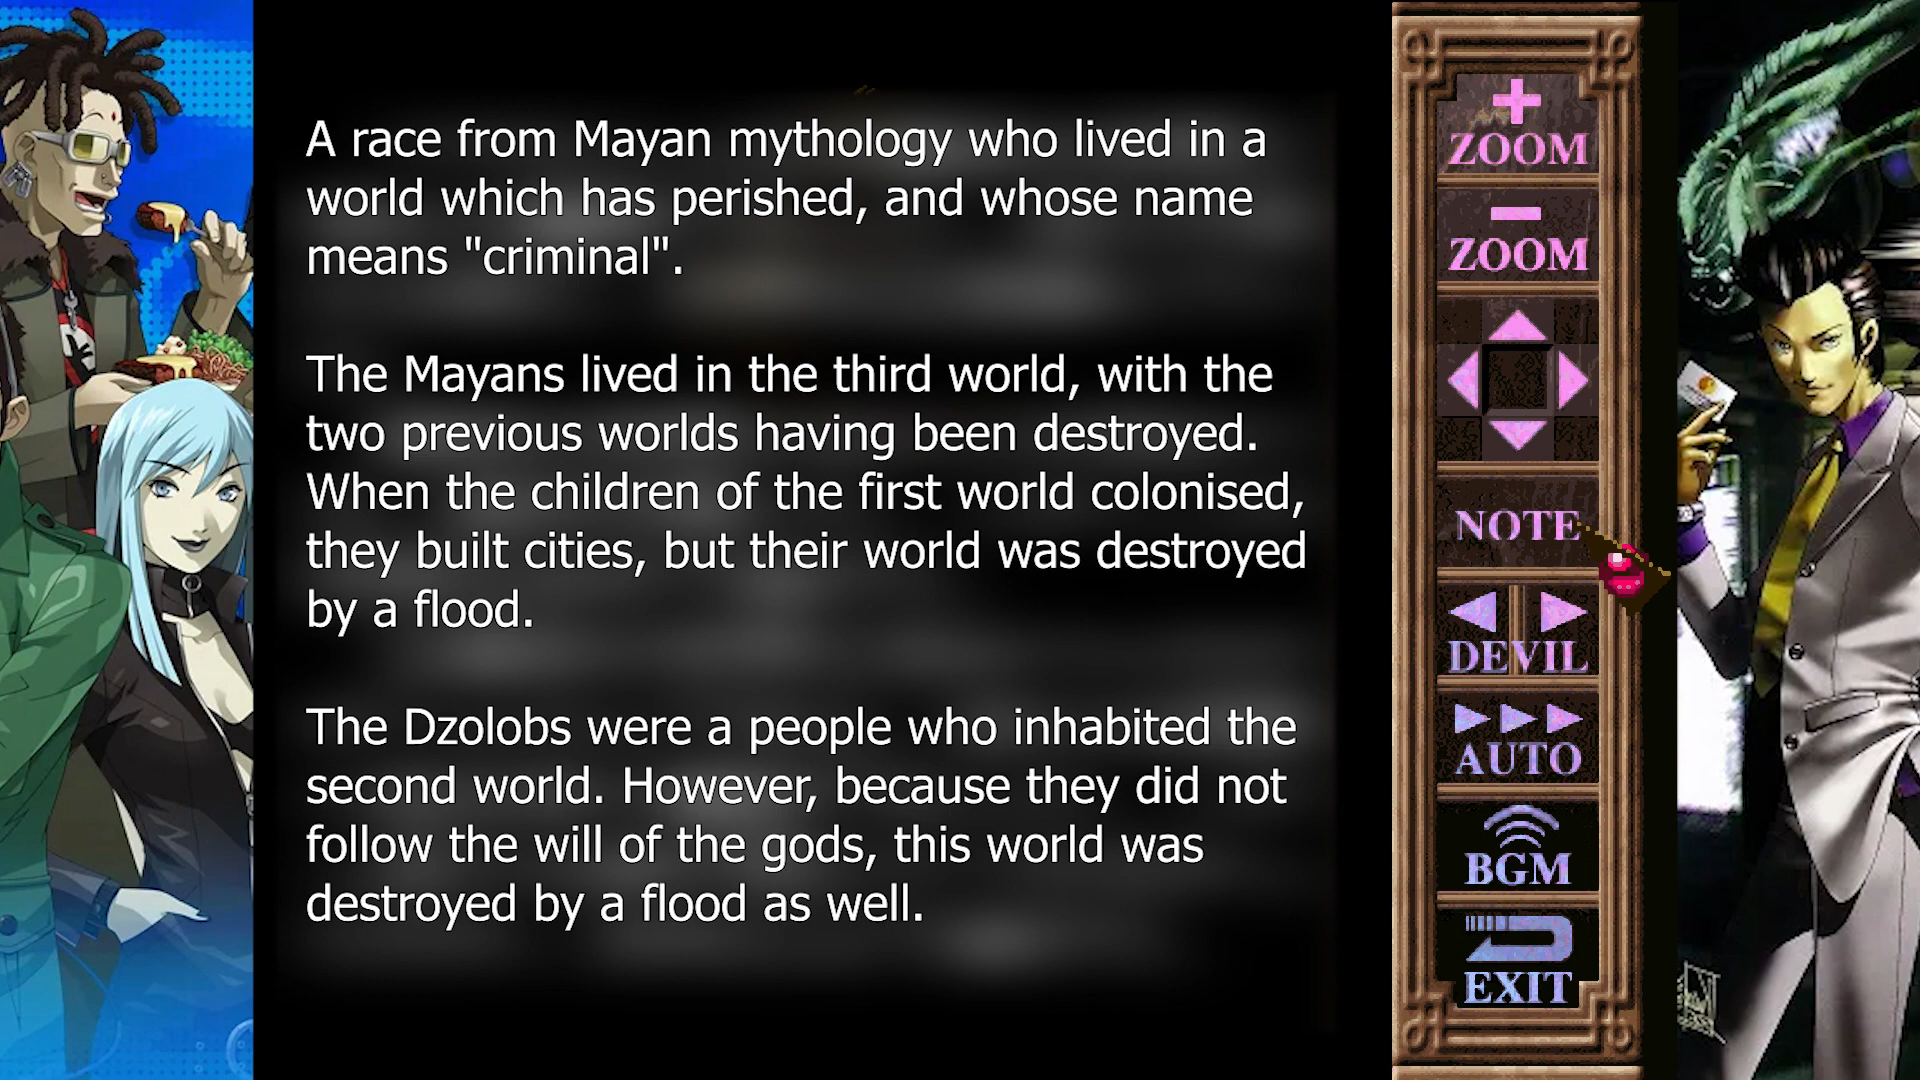 A race from Mayan mythology who lived in a
world which has perished, and whose name
means "criminal".
The Mayans lived in the third world, with the
two previous worlds having been destroyed.
When the children of the first world colonised,
they built cities, but their world was destroyed
by a flood.
The Dzolobs were a people who inhabited the
second world. However, because they did not
follow the will of the gods, this world was
destroyed by a flood as well.
ZOOM
ZOOM
NOTE
DEVIL
AUTO
BGM
EXIT